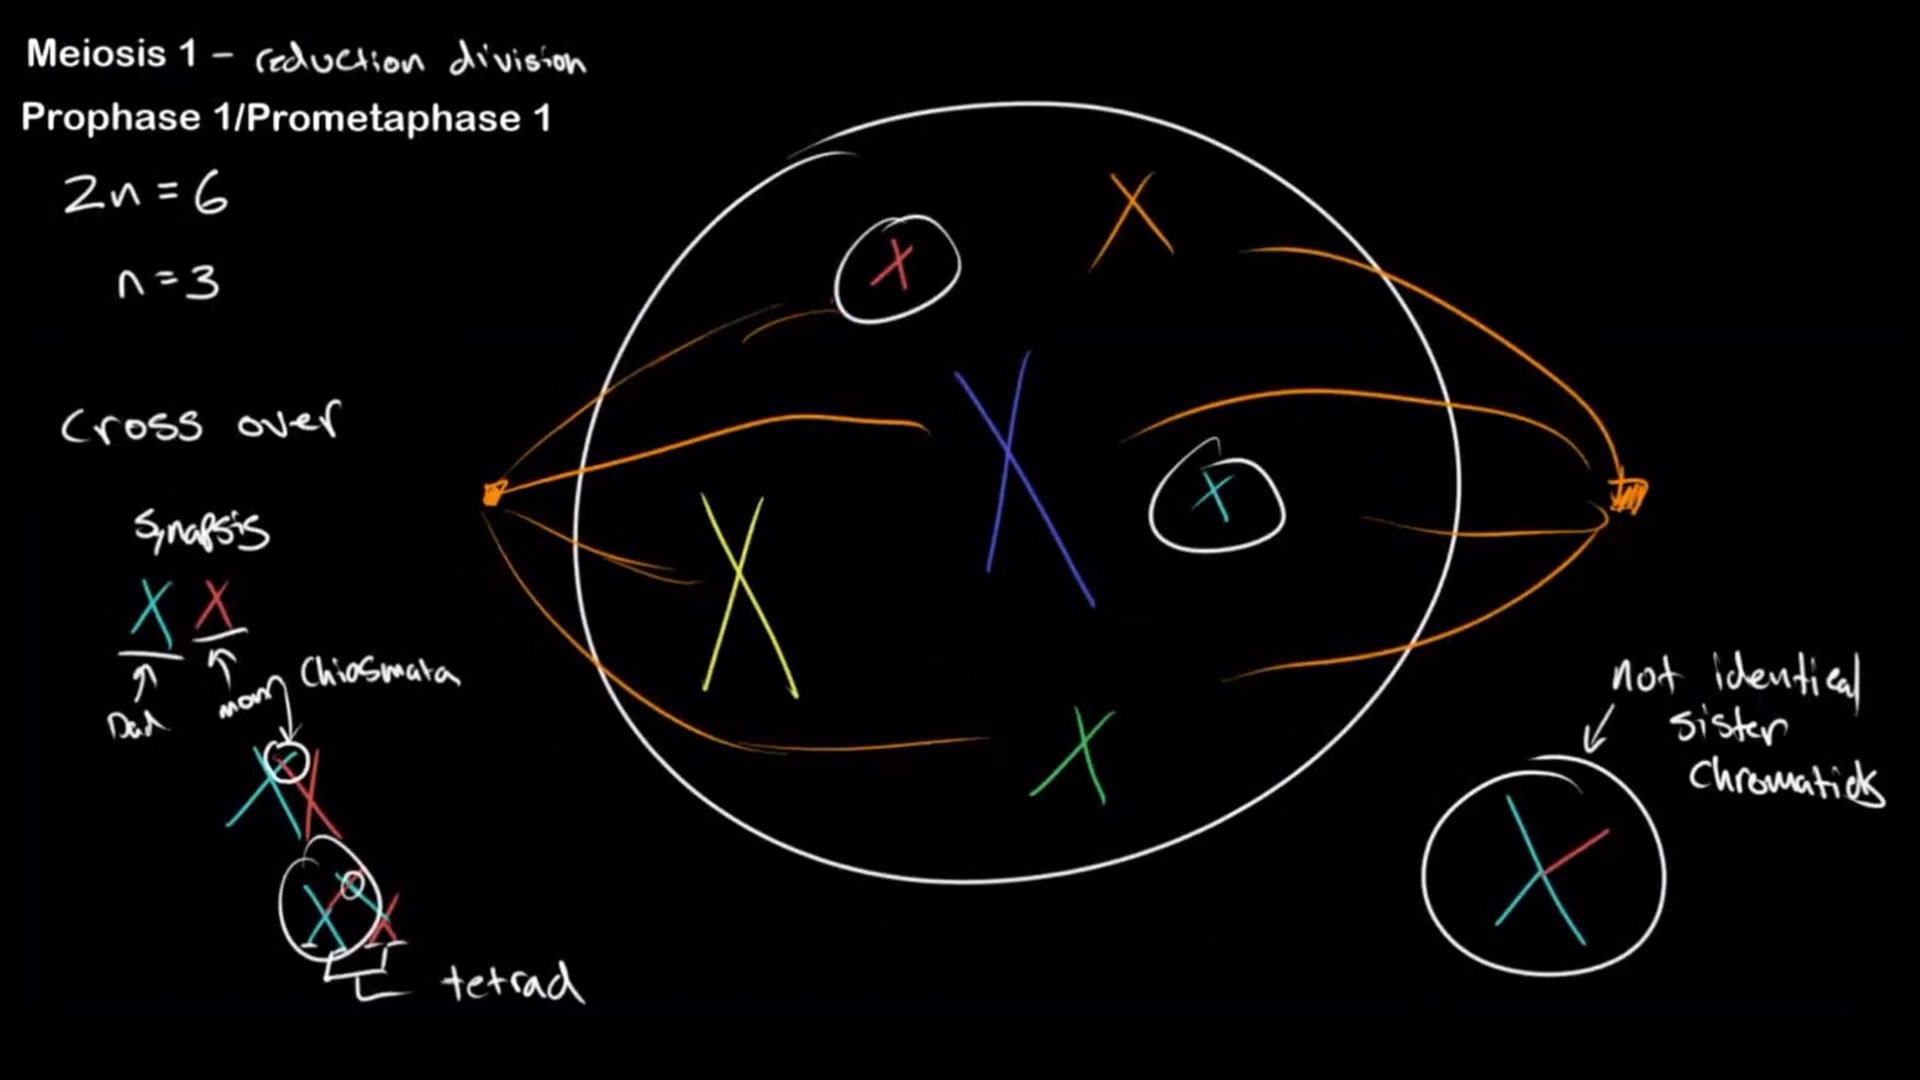 Meiosis 1 - reduction division
Prophase 1/Prometaphase 1
2n = 6
n = 3
Cross over
Synapsis
Dad
mom
Chiasmata
tetrad
not identical
sister
chromatids